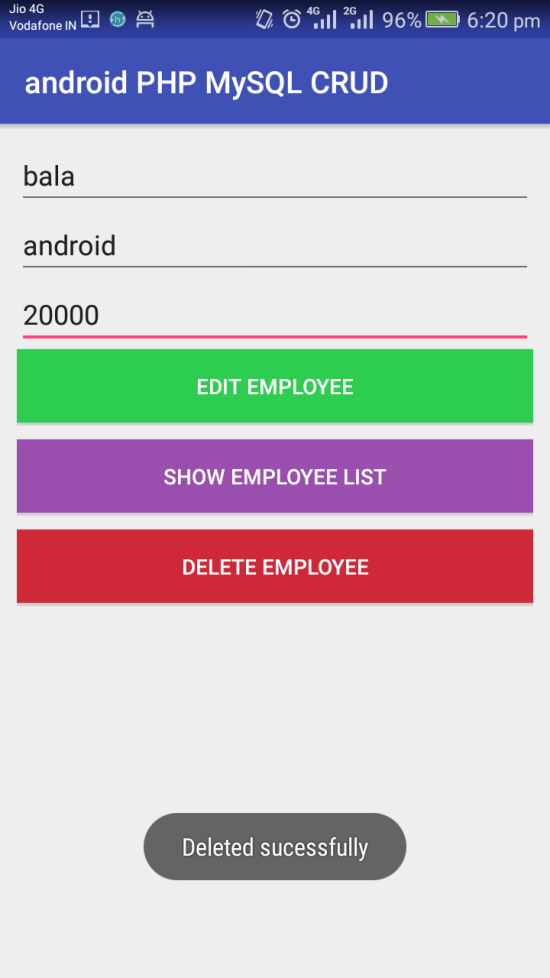 Jio 4G
Vodafone IN
4G 2G 96% 6:20 pm
android PHP MySQL CRUD
bala
android
20000
EDIT EMPLOYEE
SHOW EMPLOYEE LIST
DELETE EMPLOYEE
Deleted sucessfully